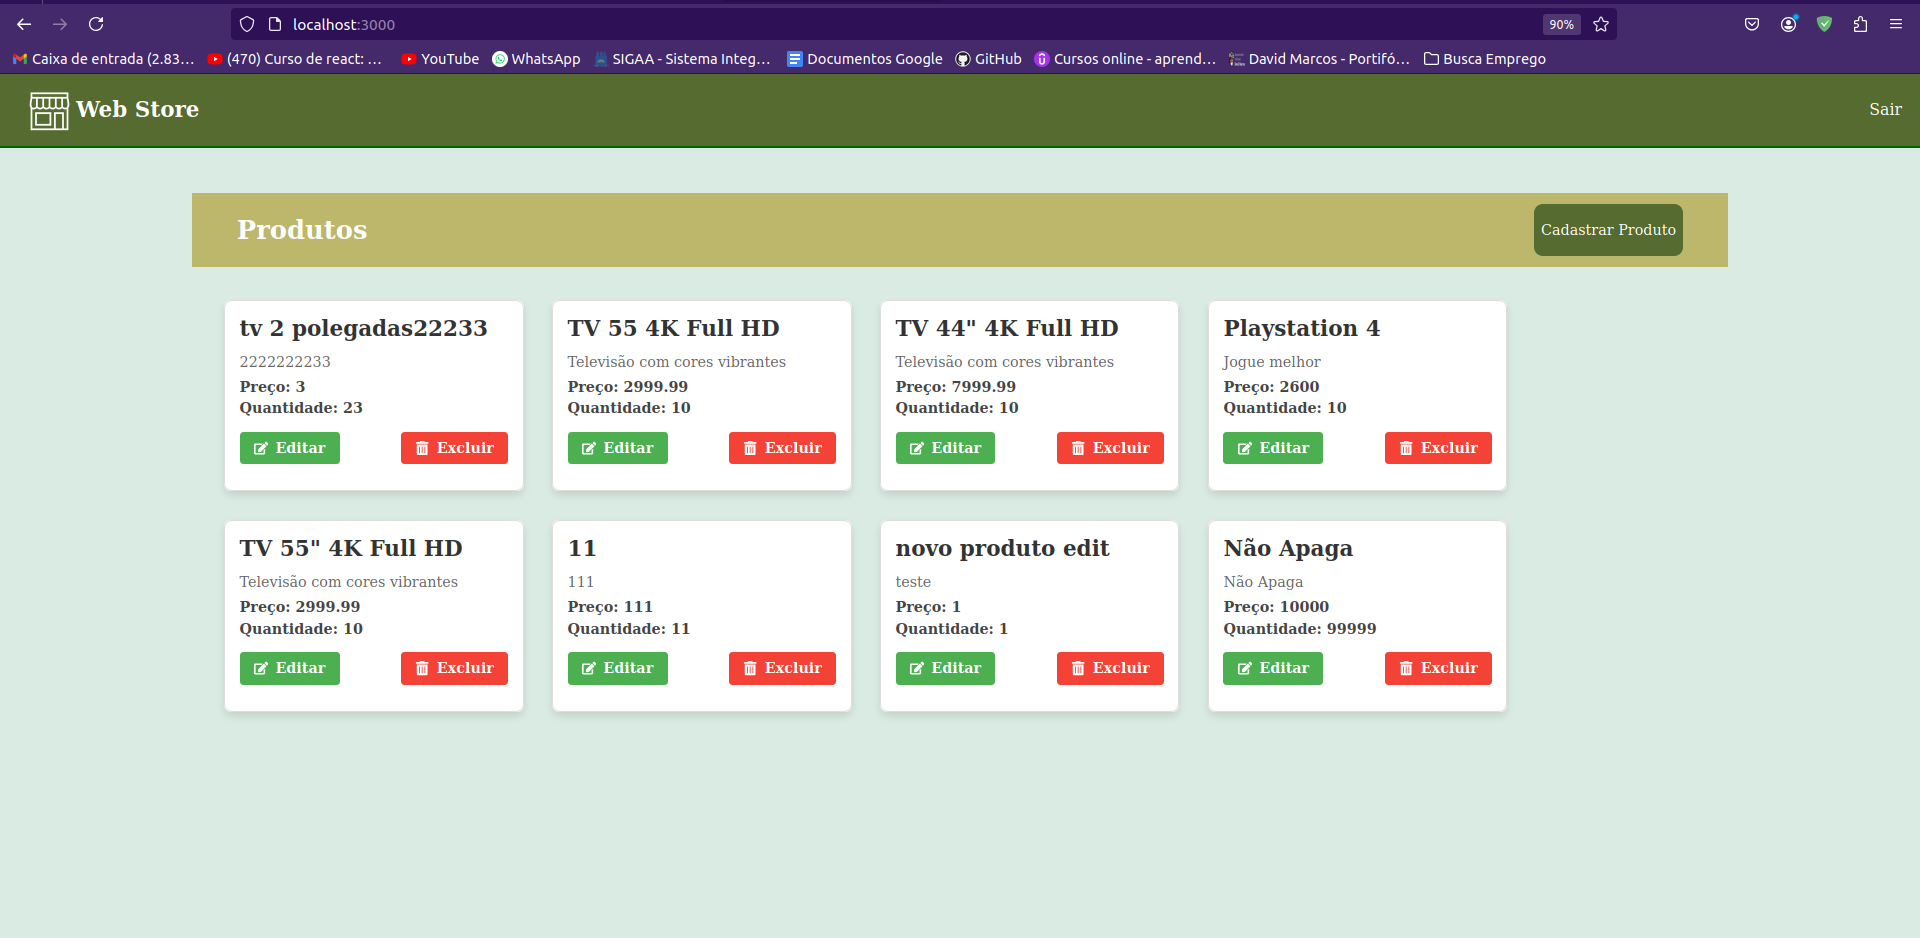 localhost:3000
90%
Caixa de entrada (2.83…
(470) Curso de react: …
YouTube
WhatsApp
SIGAA - Sistema Integ…
Documentos Google
GitHub
Cursos online - aprend…
David Marcos - Portifó…
Busca Emprego
Web Store
Sair
Produtos
Cadastrar Produto
tv 2 polegadas22233
2222222233
Preço: 3
Quantidade: 23
Editar
Excluir
TV 55 4K Full HD
Televisão com cores vibrantes
Preço: 2999.99
Quantidade: 10
Editar
Excluir
TV 44" 4K Full HD
Televisão com cores vibrantes
Preço: 7999.99
Quantidade: 10
Editar
Excluir
Playstation 4
Jogue melhor
Preço: 2600
Quantidade: 10
Editar
Excluir
TV 55" 4K Full HD
Televisão com cores vibrantes
Preço: 2999.99
Quantidade: 10
Editar
Excluir
11
111
Preço: 111
Quantidade: 11
Editar
Excluir
novo produto edit
teste
Preço: 1
Quantidade: 1
Editar
Excluir
Não Apaga
Não Apaga
Preço: 10000
Quantidade: 99999
Editar
Excluir